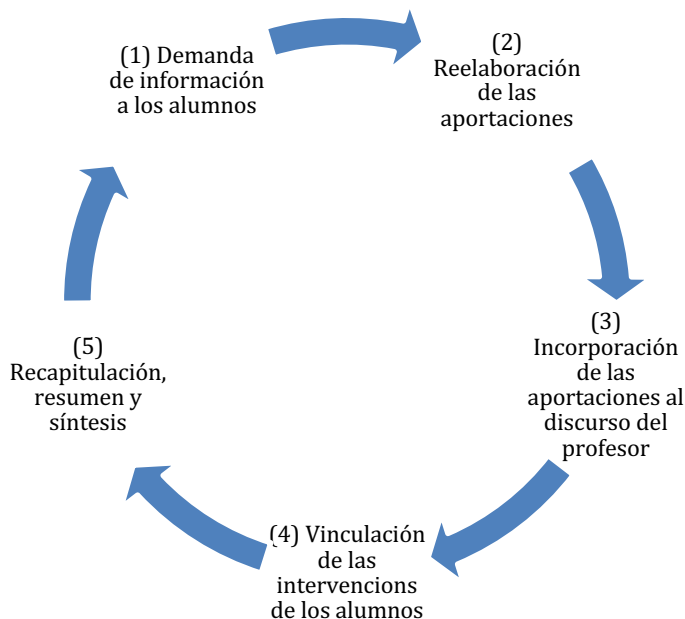 (1) Demanda
de información
a los alumnos
(2)
Reelaboración
de las
aportaciones
(3)
Incorporación
de las
aportaciones al
discurso del
profesor
(4) Vinculación
de las
intervencions
de los alumnos
(5)
Recapitulación,
resumen y
síntesis